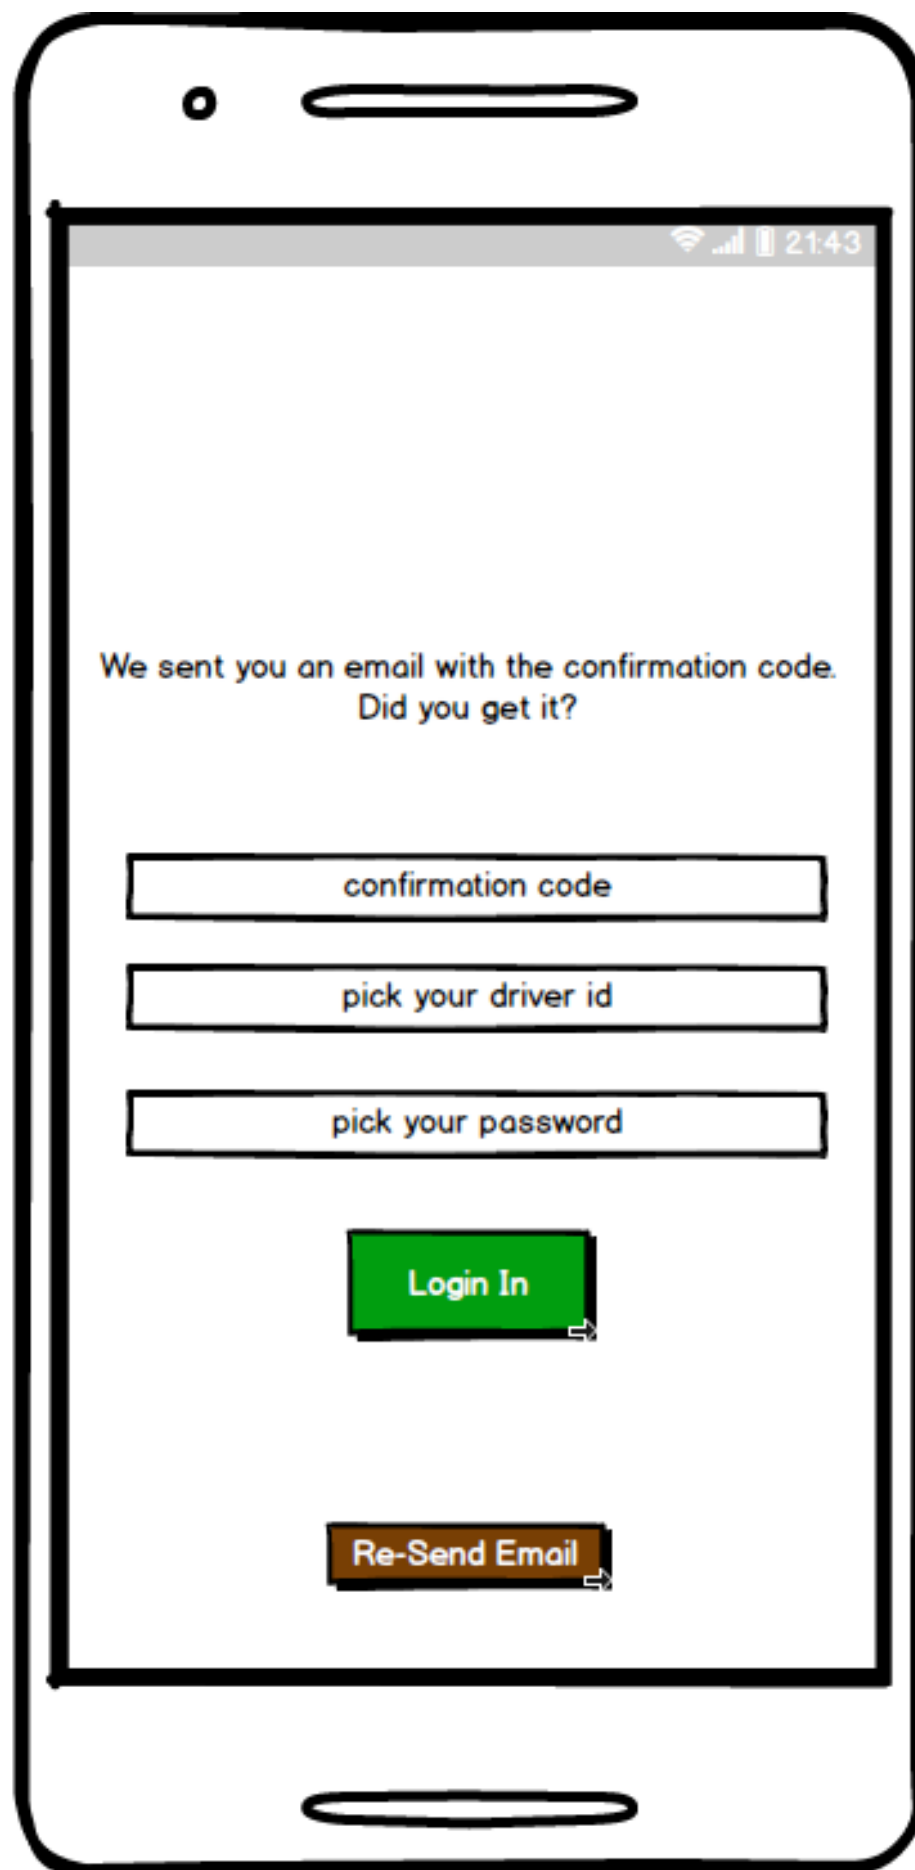 21:43
We sent you an email with the confirmation code.
Did you get it?
confirmation code
pick your driver id
pick your password
Login In
Re-Send Email